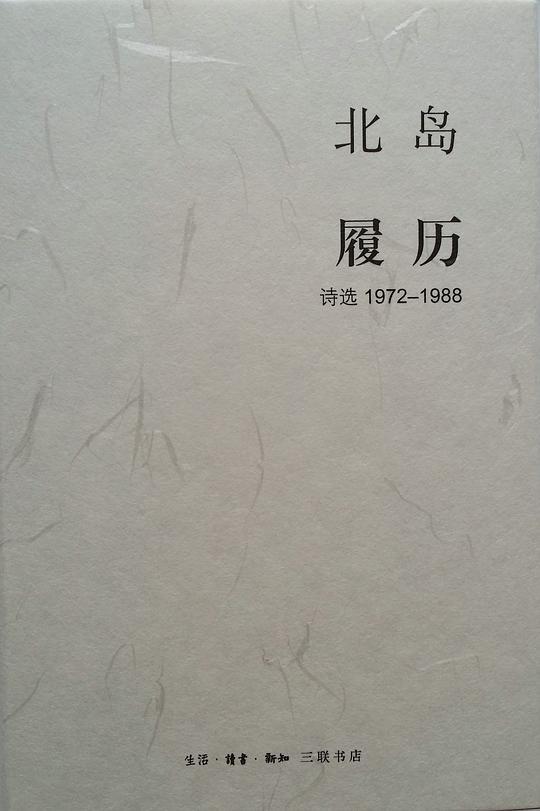 北岛
履历
诗选 1972–1988
生活·讀書·新知 三联书店